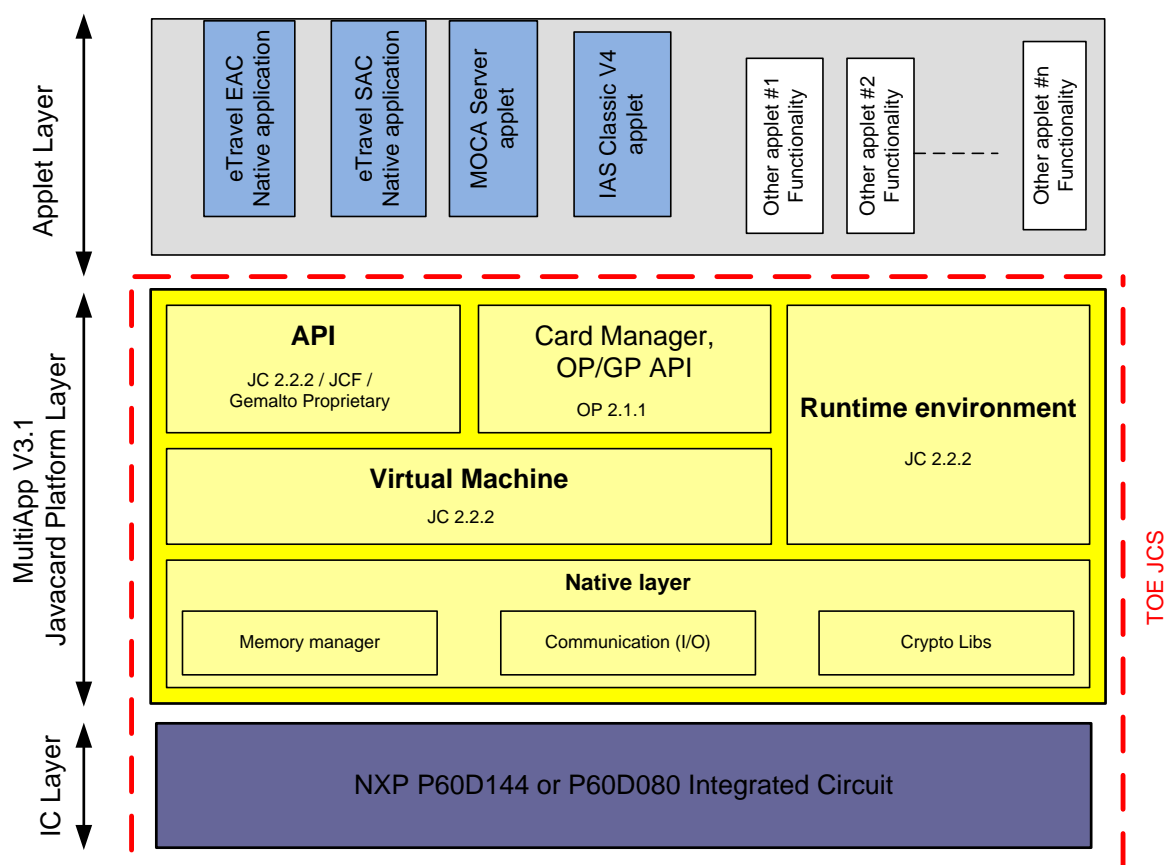 Applet Layer
eTravel EAC
Native application
eTravel SAC
Native application
MOCA Server
applet
IAS Classic V4
applet
Other applet #1
Functionality
Other applet #2
Functionality
Other applet #n
Functionality
MultiApp V3.1
Javacard Platform Layer
API
JC 2.2.2 / JCF /
Gemalto Proprietary
Card Manager,
OP/GP API
OP 2.1.1
Runtime environment
JC 2.2.2
Virtual Machine
JC 2.2.2
Native layer
Memory manager
Communication (I/O)
Crypto Libs
TOE JCS
IC Layer
NXP P60D144 or P60D080 Integrated Circuit